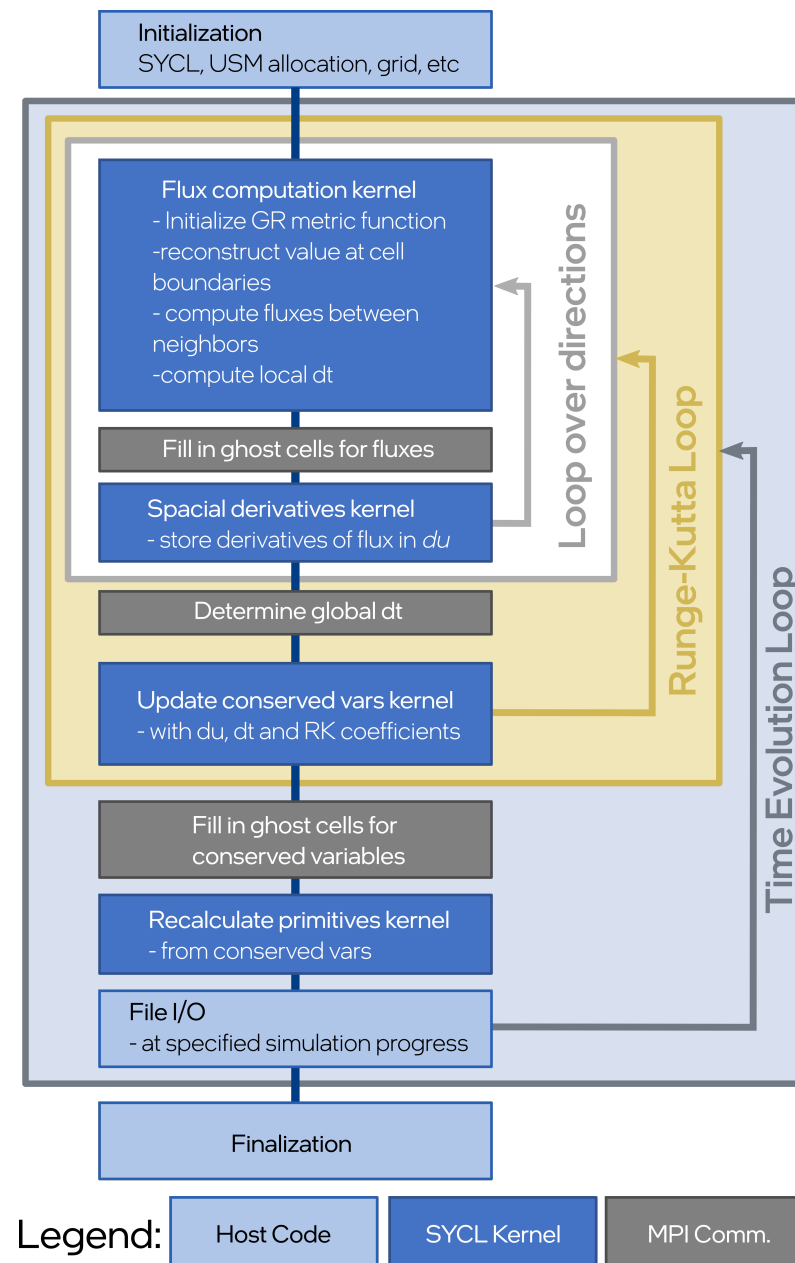 Initialization
SYCL, USM allocation, grid, etc
Flux computation kernel
- Initialize GR metric function
-reconstruct value at cell
boundaries
- compute fluxes between
neighbors
-compute local dt
Fill in ghost cells for fluxes
Spacial derivatives kernel
- store derivatives of flux in du
Loop over directions
Determine global dt
Update conserved vars kernel
- with du, dt and RK coefficients
Runge-Kutta Loop
Fill in ghost cells for
conserved variables
Recalculate primitives kernel
- from conserved vars
File I/O
- at specified simulation progress
Time Evolution Loop
Finalization
Legend:
Host Code
SYCL Kernel
MPI Comm.